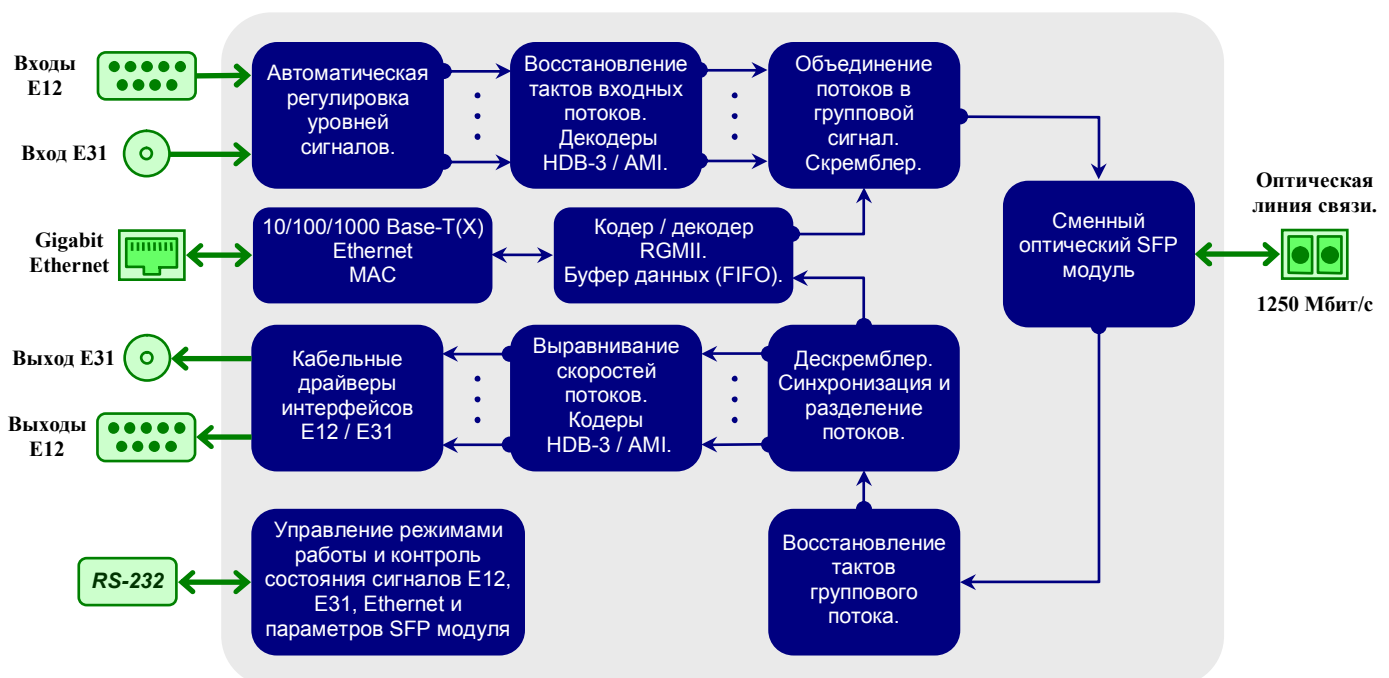 Входы
E12
Вход E31
Gigabit
Ethernet
Выход E31
Выходы
E12
RS-232
Автоматическая
регулировка
уровней
сигналов.
Восстановление
тактов входных
потоков.
Декодеры
HDB-3 / AMI.
Объединение
потоков в
групповой
сигнал.
Скремблер.
10/100/1000 Base-T(X)
Ethernet
MAC
Кодер / декодер
RGMII.
Буфер данных (FIFO).
Сменный
оптический SFP
модуль
Оптическая
линия связи.
1250 Мбит/с
Кабельные
драйверы
интерфейсов
E12 / E31
Выравнивание
скоростей
потоков.
Кодеры
HDB-3 / AMI.
Дескремблер.
Синхронизация и
разделение
потоков.
Управление режимами
работы и контроль
состояния сигналов E12,
E31, Ethernet и
параметров SFP модуля
Восстановление
тактов
группового
потока.